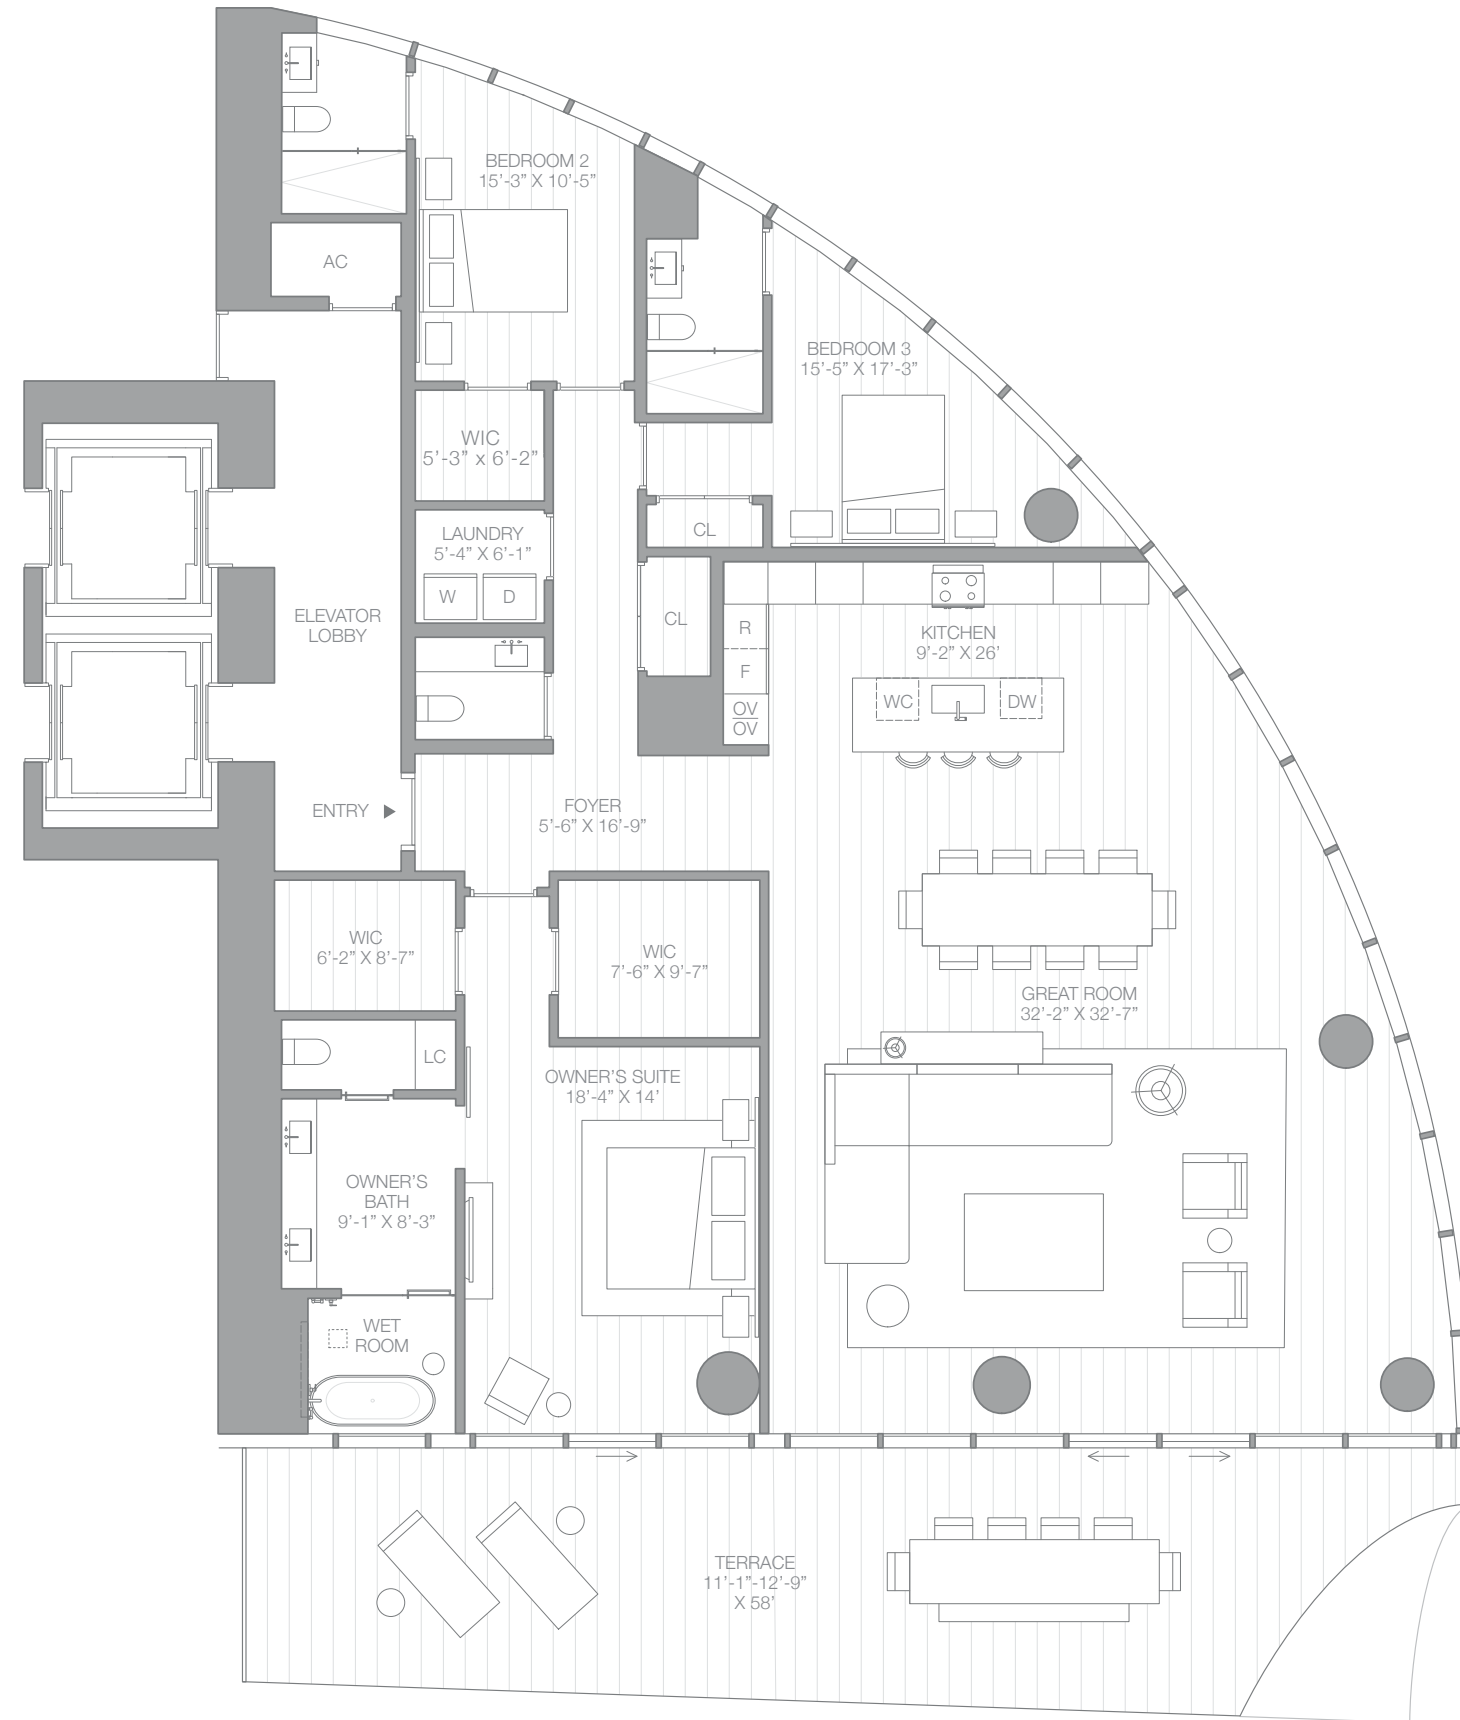 BEDROOM 2
15'-3” X 10'-5”
AC
BEDROOM 3
15'-5” X 17'-3”
WIC
5'-3” x 6'-2”
LAUNDRY
5'-4” X 6'-1”
W
D
CL
CL
ELEVATOR
LOBBY
R
F
OV
OV
KITCHEN
9'-2” X 26'
WC
DW
ENTRY
FOYER
5'-6” X 16'-9”
WIC
6'-2” X 8'-7”
WIC
7'-6” X 9'-7”
GREAT ROOM
32'-2” X 32'-7”
LC
OWNER'S SUITE
18'-4” X 14'
OWNER'S
BATH
9'-1” X 8'-3”
WET
ROOM
TERRACE
11'-1”-12'-9”
X 58'